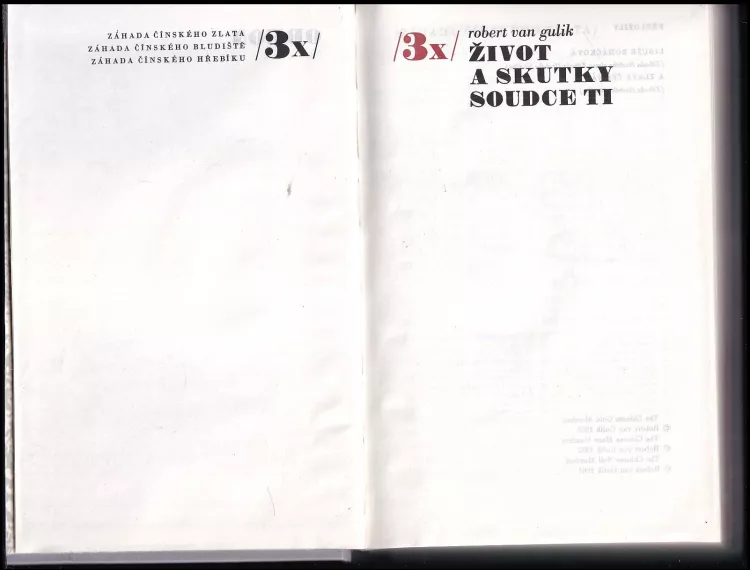 ZÁHADA ČÍNSKÉHO ZLATA
ZÁHADA ČÍNSKÉHO BLUDIŠTĚ
ZÁHADA ČÍNSKÉHO HŘEBÍKU
/3x/
/3x/
robert van gulik
ŽIVOT
A SKUTKY
SOUDCE TI